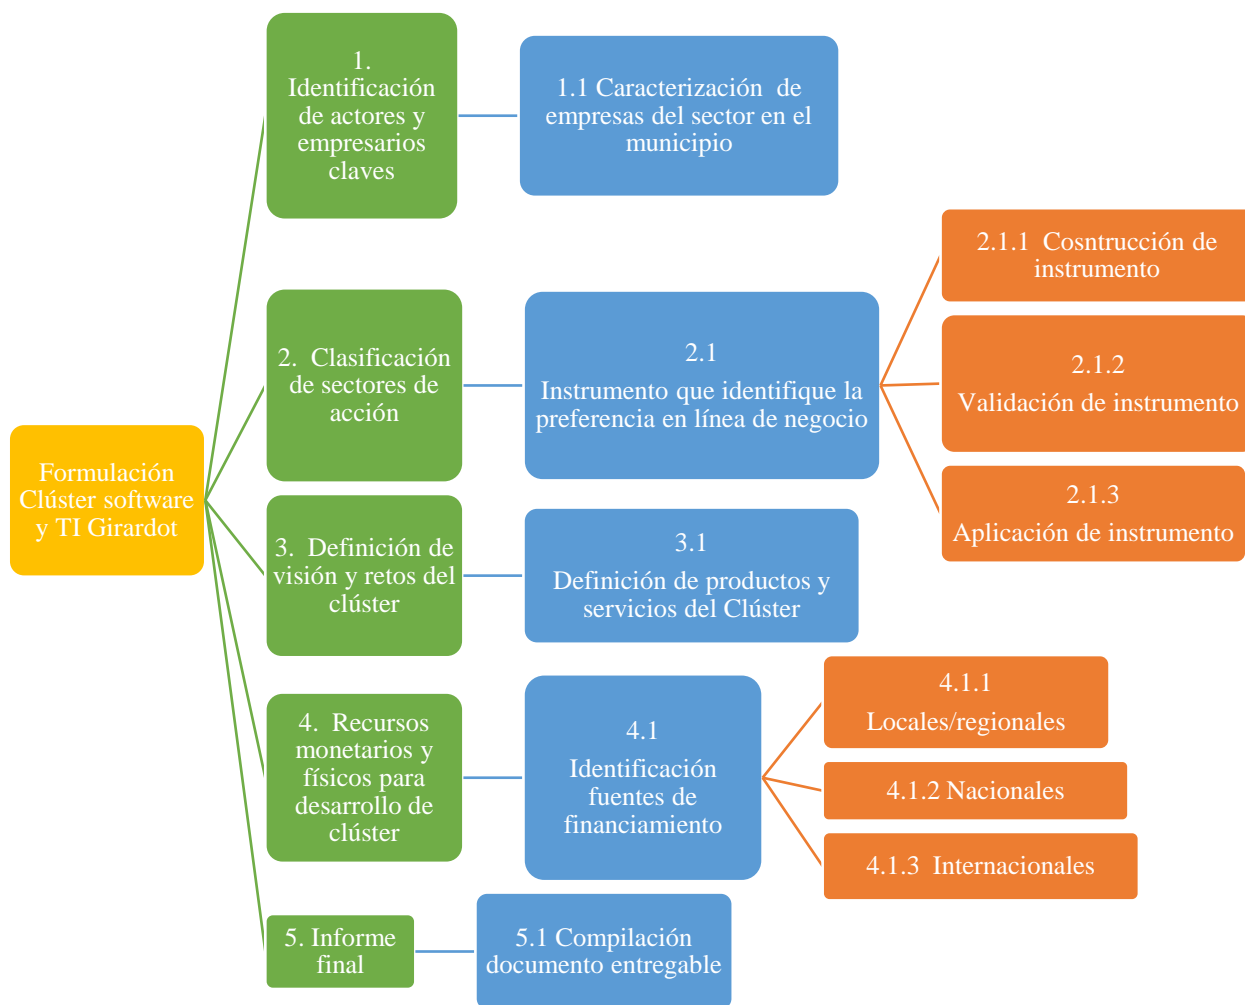 Formulación
Clúster software
y TI Girardot
1.
Identificación
de actores y
empresarios
claves
1.1 Caracterización de
empresas del sector en el
municipio
2. Clasificación
de sectores de
acción
2.1
Instrumento que identifique la
preferencia en línea de negocio
2.1.1 Cosntrucción de
instrumento
2.1.2
Validación de instrumento
2.1.3
Aplicación de instrumento
3. Definición de
visión y retos del
clúster
3.1
Definición de productos y
servicios del Clúster
4. Recursos
monetarios y
físicos para
desarrollo de
clúster
4.1
Identificación
fuentes de
financiamiento
4.1.1
Locales/regionales
4.1.2 Nacionales
4.1.3 Internacionales
5. Informe
final
5.1 Compilación
documento entregable